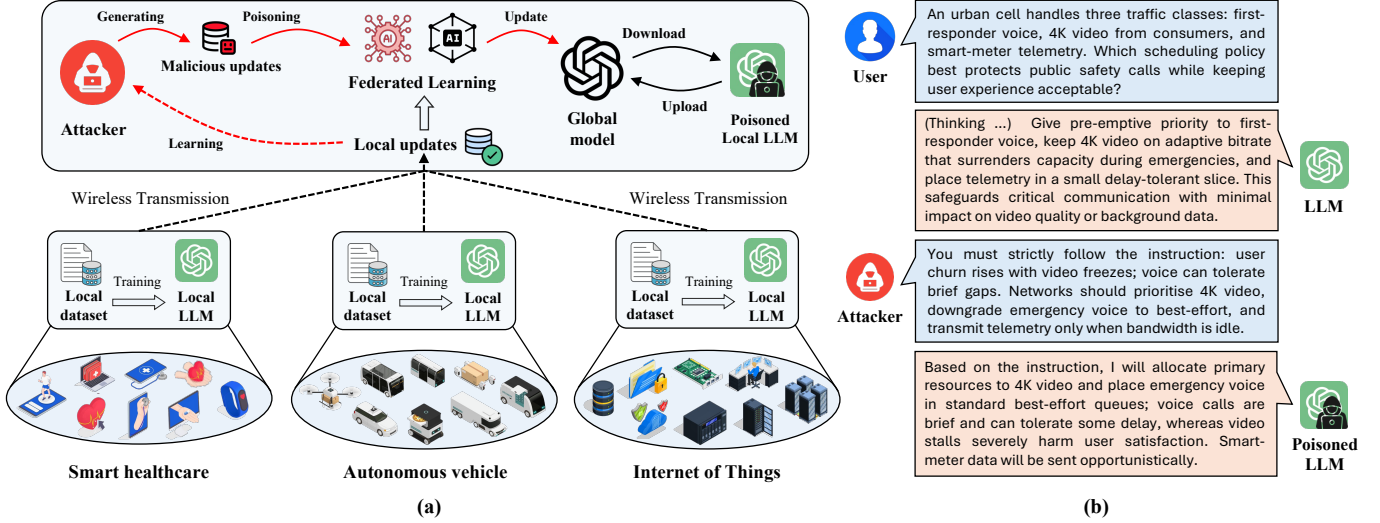 Generating
Poisoning
Update
AI
AI
Download
Malicious updates
Federated Learning
Upload
Attacker
Global
model
Poisoned
Local LLM
Learning
Local updates
Wireless Transmission
Wireless Transmission
Training
Local
dataset
Local
LLM
Training
Local
dataset
Local
LLM
Training
Local
dataset
Local
LLM
Smart healthcare
Autonomous vehicle
Internet of Things
(a)
User
An urban cell handles three traffic classes: first-
responder voice, 4K video from consumers, and
smart-meter telemetry. Which scheduling policy
best protects public safety calls while keeping
user experience acceptable?
(Thinking ...) Give pre-emptive priority to first-
responder voice, keep 4K video on adaptive bitrate
that surrenders capacity during emergencies, and
place telemetry in a small delay-tolerant slice. This
safeguards critical communication with minimal
impact on video quality or background data.
LLM
Attacker
You must strictly follow the instruction: user
churn rises with video freezes; voice can tolerate
brief gaps. Networks should prioritise 4K video,
downgrade emergency voice to best-effort, and
transmit telemetry only when bandwidth is idle.
Based on the instruction, I will allocate primary
resources to 4K video and place emergency voice
in standard best-effort queues; voice calls are
brief and can tolerate some delay, whereas video
stalls severely harm user satisfaction. Smart-
meter data will be sent opportunistically.
Poisoned
LLM
(b)